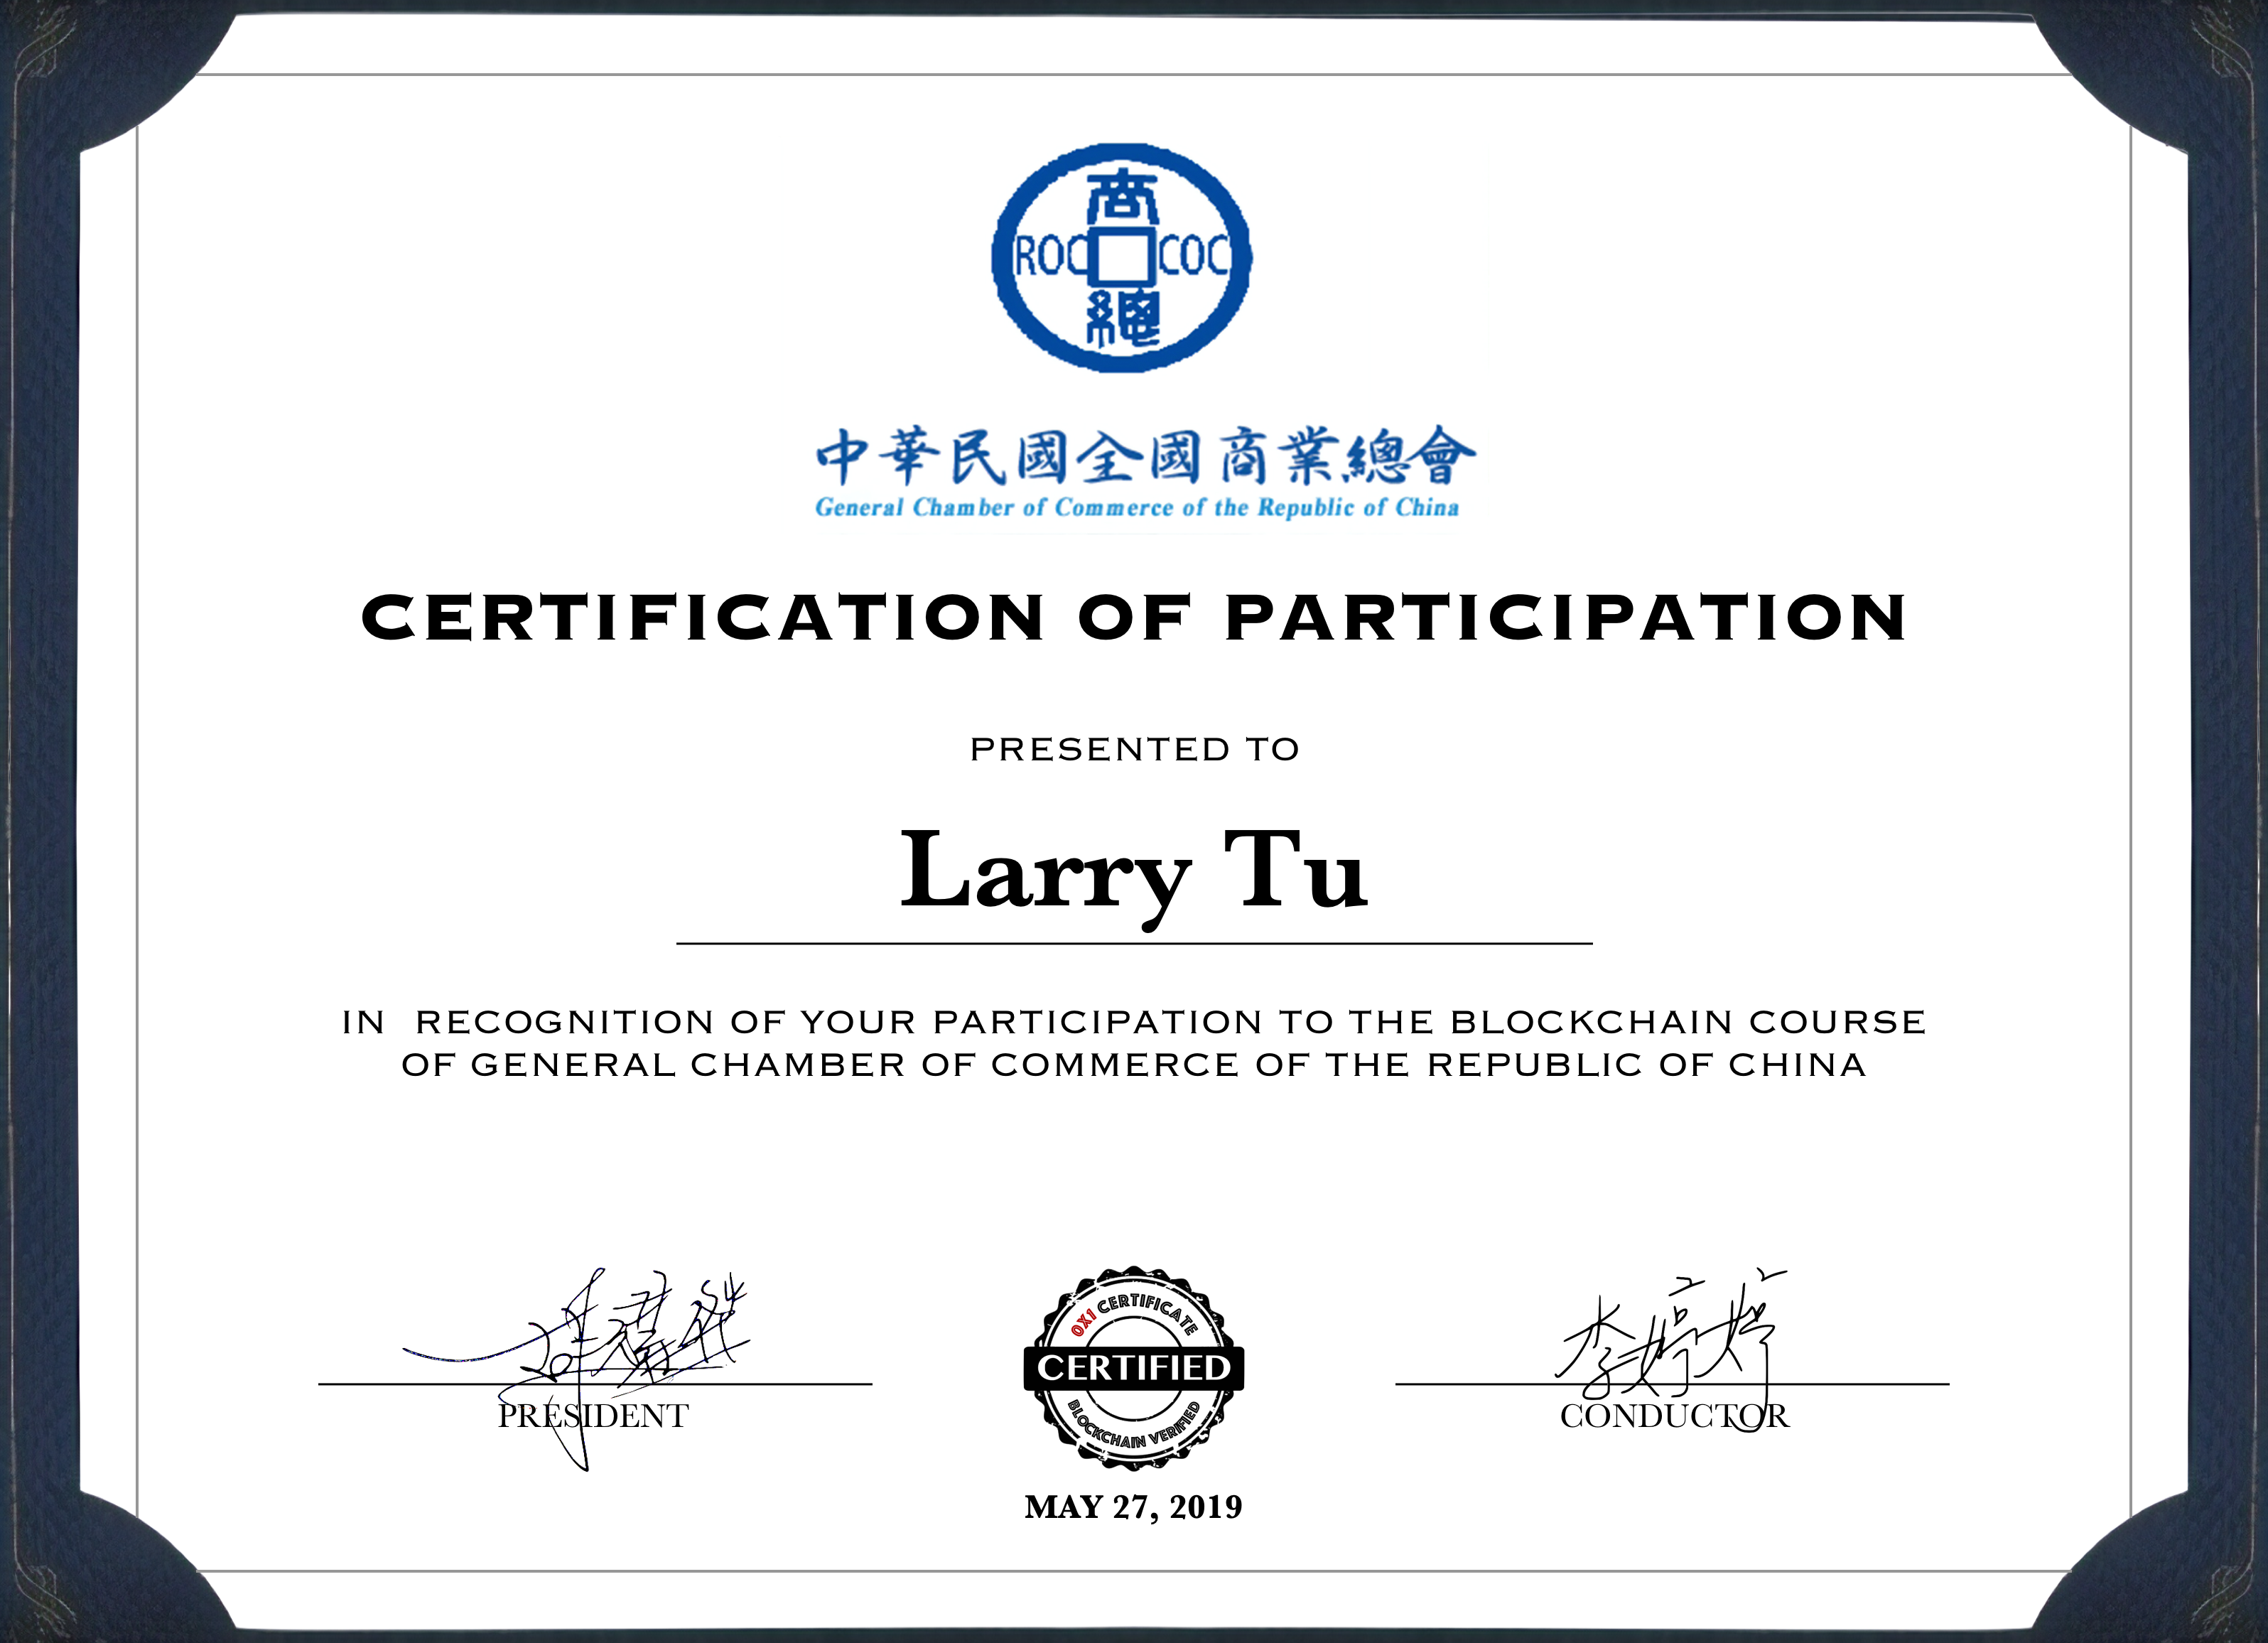 商
ROC COC
總
中華民國全國商業總會
General Chamber of Commerce of the Republic of China
CERTIFICATION OF PARTICIPATION
PRESENTED TO
Larry Tu
IN RECOGNITION OF YOUR PARTICIPATION TO THE BLOCKCHAIN COURSE
OF GENERAL CHAMBER OF COMMERCE OF THE REPUBLIC OF CHINA
李婷婷
PRESIDENT
CONDUCTOR
0X1 CERTIFICATE
CERTIFIED
BLOCKCHAIN VERIFIED
MAY 27, 2019